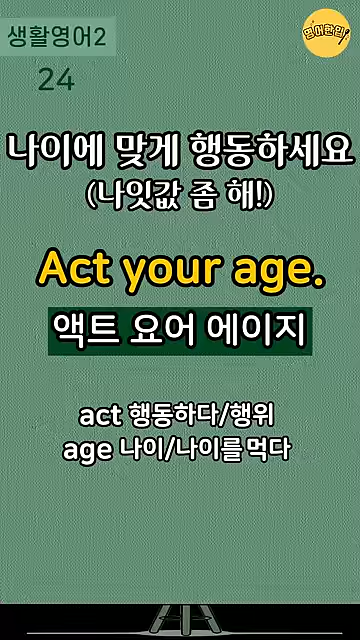 생활영어2
영어한입
24
나이에 맞게 행동하세요
(나잇값 좀 해!)
Act your age.
액트 요어 에이지
act 행동하다/행위
age 나이/나이를 먹다